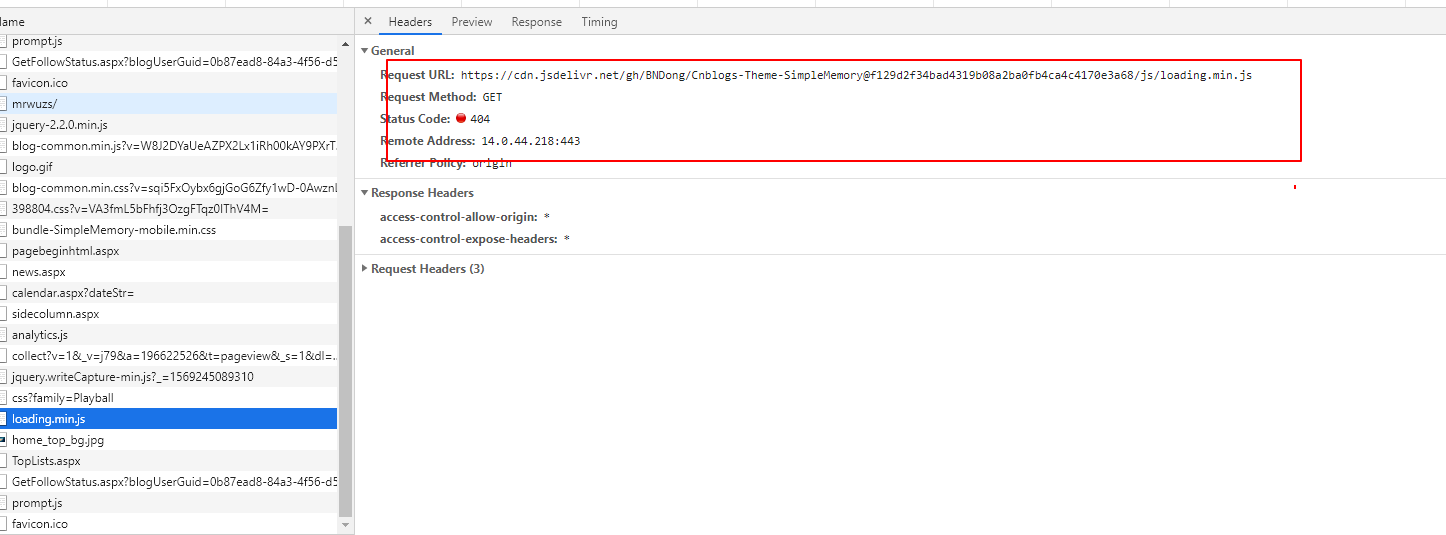 Name
Headers Preview Response Timing
prompt.js
GetFollowStatus.aspx?blogUserGuid=0b87ead8-84a3-4f56-d5
favicon.ico
mrwuzs/
jquery-2.2.0.min.js
blog-common.min.js?v=W8J2DYaUeAZPX2Lx1iRh00kAY9PXrT.
logo.gif
blog-common.min.css?v=sqi5FxOybx6gjGoG6Zfy1wD-0Awznl
398804.css?v=VA3fmL5bFhfj3OzgFTqz0IThV4M=
bundle-SimpleMemory-mobile.min.css
pagebeginhtml.aspx
news.aspx
calendar.aspx?dateStr=
sidecolumn.aspx
analytics.js
collect?v=1&_v=j79&a=196622526&t=pageview&_s=1&dl=...
jquery.writeCapture-min.js?_=1569245089310
css?family=Playball
loading.min.js
home_top_bg.jpg
TopLists.aspx
GetFollowStatus.aspx?blogUserGuid=0b87ead8-84a3-4f56-d5
prompt.js
favicon.ico
General
Request URL: https://cdn.jsdelivr.net/gh/BNDong/Cnblogs-Theme-SimpleMemory@f129d2f34bad4319b08a2ba0fb4ca4c4170e3a68/js/loading.min.js
Request Method: GET
Status Code: 404
Remote Address: 14.0.44.218:443
Referrer Policy: origin
Response Headers
access-control-allow-origin: *
access-control-expose-headers: *
Request Headers (3)